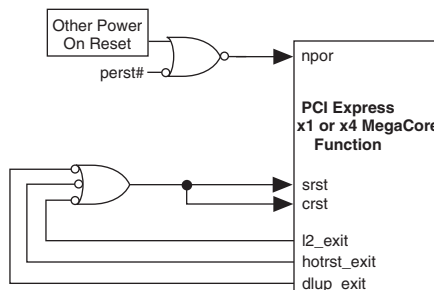 Other Power
On Reset
perst#
npor
PCI Express
x1 or x4 MegaCore
Function
srst
crst
l2_exit
hotrst_exit
dlup_exit